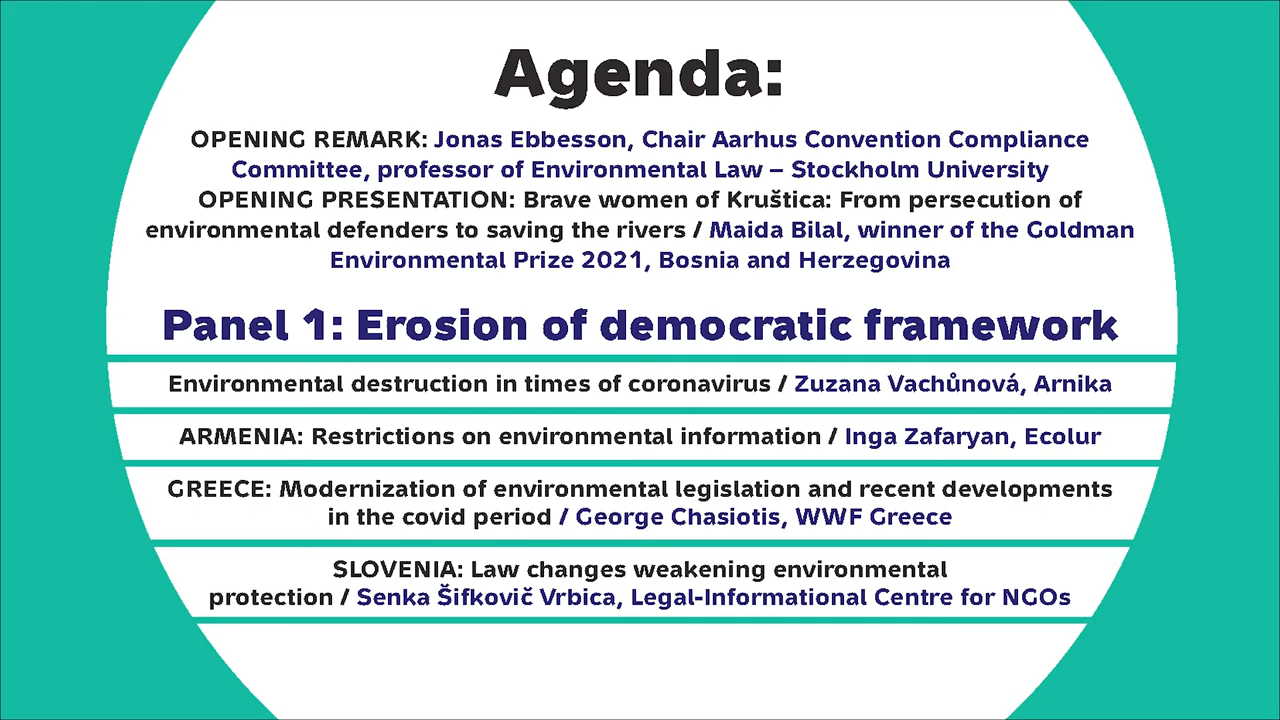 Agenda:
OPENING REMARK: Jonas Ebbesson, Chair Aarhus Convention Compliance
Committee, professor of Environmental Law – Stockholm University
OPENING PRESENTATION: Brave women of Kruštica: From persecution of
environmental defenders to saving the rivers / Maida Bilal, winner of the Goldman
Environmental Prize 2021, Bosnia and Herzegovina
Panel 1: Erosion of democratic framework
Environmental destruction in times of coronavirus / Zuzana Vachůnová, Arnika
ARMENIA: Restrictions on environmental information / Inga Zafaryan, Ecolur
GREECE: Modernization of environmental legislation and recent developments
in the covid period / George Chasiotis, WWF Greece
SLOVENIA: Law changes weakening environmental
protection / Senka Šifkovič Vrbica, Legal-Informational Centre for NGOs